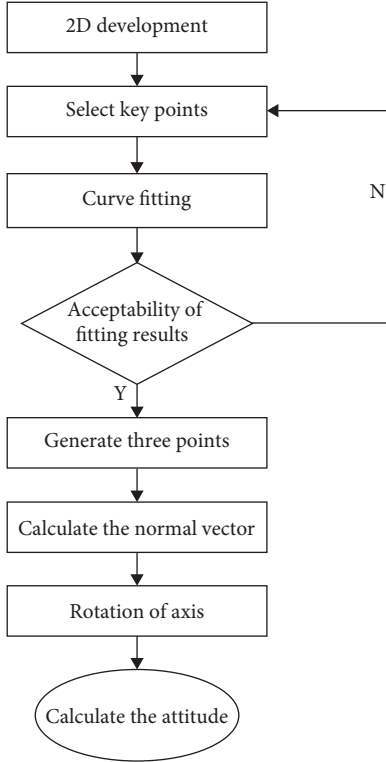 2D development
Select key points
N
Curve fitting
Acceptability of
fitting results
Y
Generate three points
Calculate the normal vector
Rotation of axis
Calculate the attitude